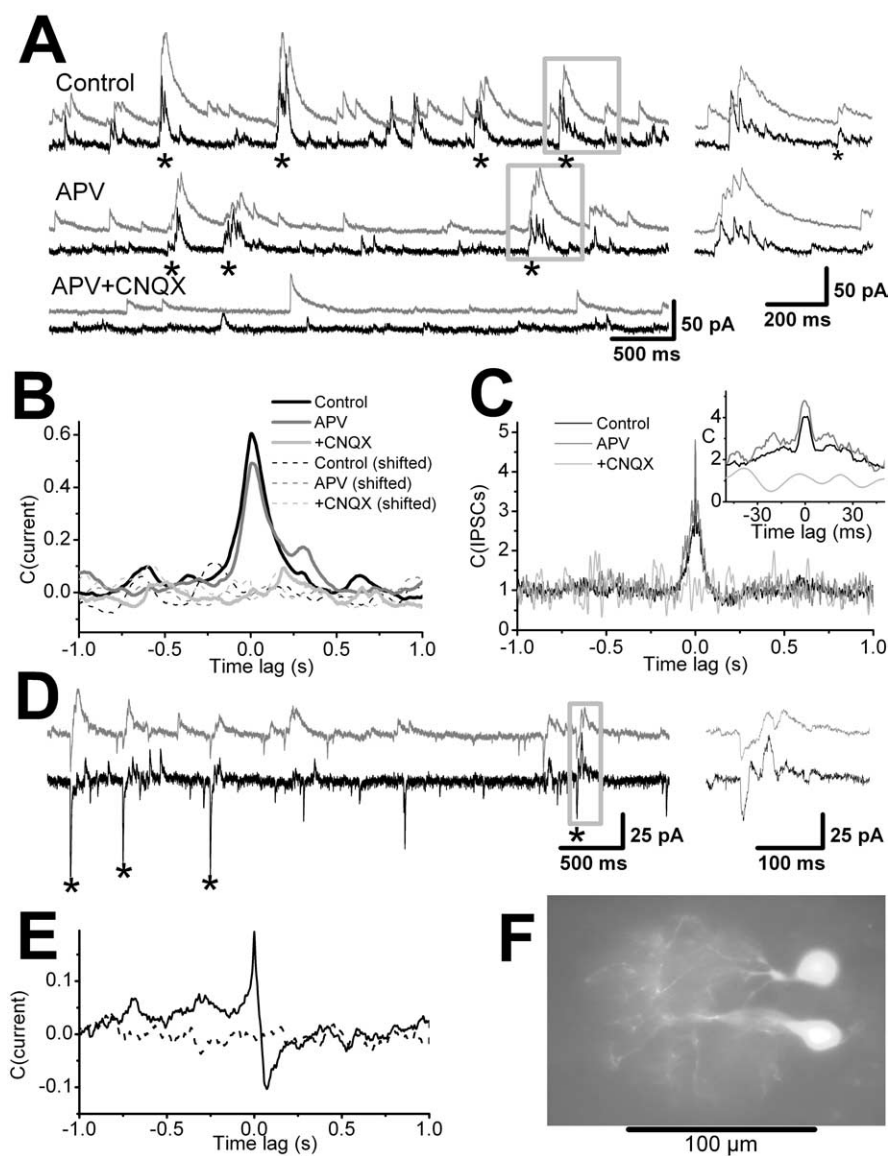 A
Control
*
*
*
*
*
APV
*
*
*
APV+CNQX
50 pA
500 ms
50 pA
200 ms
B
Control
APV
+CNQX
Control (shifted)
APV (shifted)
+CNQX (shifted)
C(current)
0.6
0.4
0.2
0.0
-1.0 -0.5 0.0 0.5 1.0
Time lag (s)
C
Control
APV
+CNQX
C(IPSCs)
5
4
3
2
1
0
-1.0 -0.5 0.0 0.5 1.0
Time lag (s)
C
4
2
0
-30 0 30
Time lag (ms)
D
*
*
*
*
25 pA
500 ms
25 pA
100 ms
E
C(current)
0.1
0.0
-0.1
-1.0 -0.5 0.0 0.5 1.0
Time lag (s)
F
100 µm